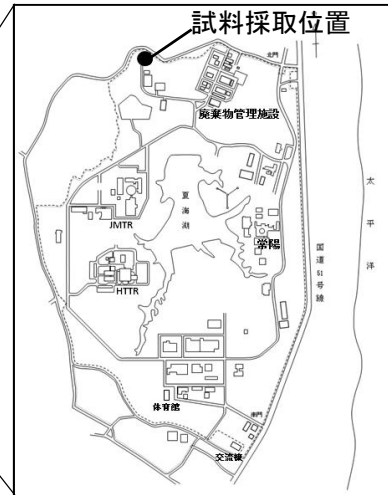 試料採取位置
北門
廃棄物管理施設
夏海湖
JMTR
常陽
太平洋
国道51号線
HTTR
体育館
南門
交流棟